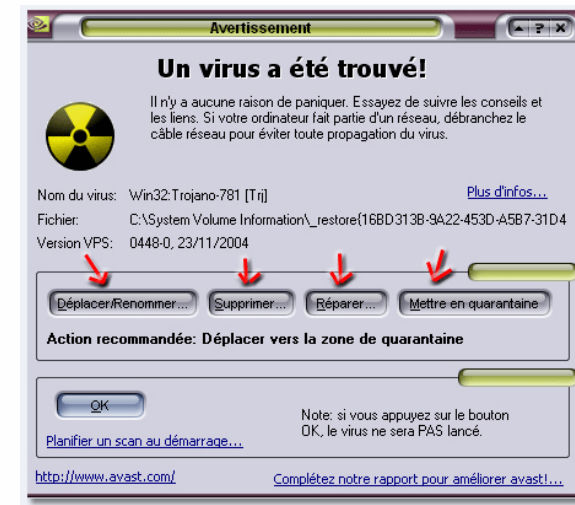 Avertissement
Un virus a été trouvé!
Il n'y a aucune raison de paniquer. Essayez de suivre les conseils et
les liens. Si votre ordinateur fait partie d'un réseau, débranchez le
câble réseau pour éviter toute propagation du virus.
Nom du virus: Win32:Trojano-781 [Trj] Plus d'infos...
Fichier: C:\System Volume Information\_restore{16BD313B-9A22-453D-A5B7-31D4
Version VPS: 0448-0, 23/11/2004
Déplacer/Renommer... Supprimer... Réparer... Mettre en quarantaine
Action recommandée: Déplacer vers la zone de quarantaine
OK
Note: si vous appuyez sur le bouton
OK, le virus ne sera PAS lancé.
Planifier un scan au démarrage...
http://www.avast.com/ Complétez notre rapport pour améliorer avast!...